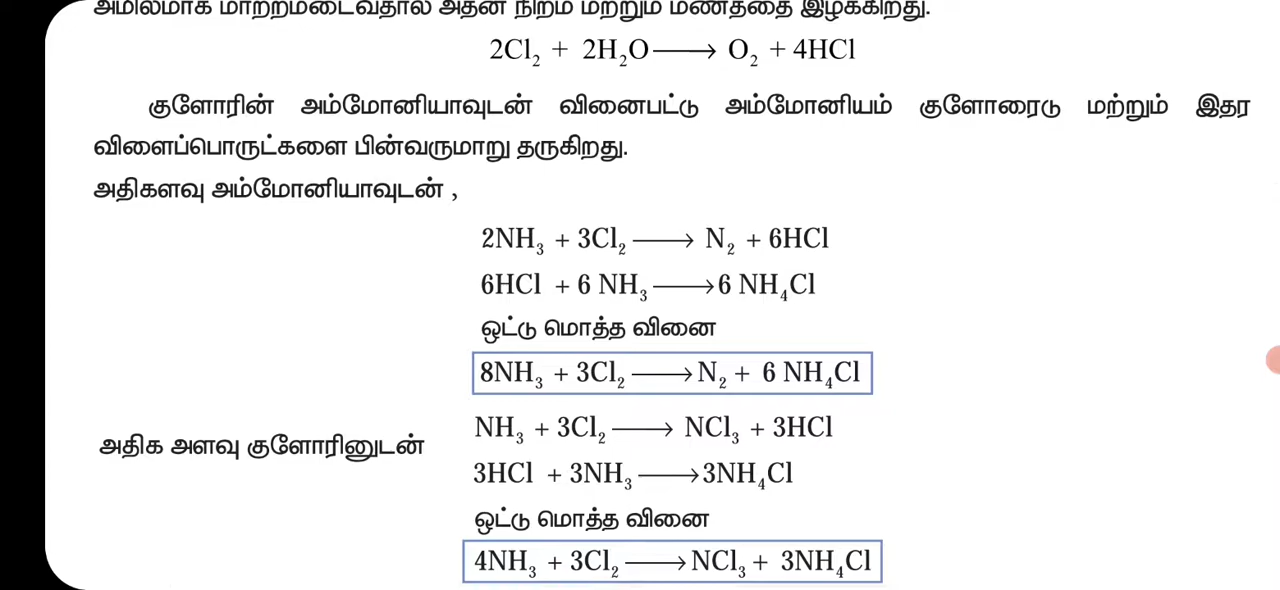 அமிலமாக மாற்றமடைவதால் அதன் நிறம் மற்றும் மணத்தை இழக்கிறது.
2Cl₂ + 2H₂O ⟶ O₂ + 4HCl
குளோரின் அம்மோனியாவுடன் வினைபட்டு அம்மோனியம் குளோரைடு மற்றும் இதர
விளைப்பொருட்களை பின்வருமாறு தருகிறது.
அதிகளவு அம்மோனியாவுடன் ,
2NH₃ + 3Cl₂ ⟶ N₂ + 6HCl
6HCl + 6 NH₃ ⟶ 6 NH₄Cl
ஒட்டு மொத்த வினை
8NH₃ + 3Cl₂ ⟶ N₂ + 6 NH₄Cl
அதிக அளவு குளோரினுடன்
NH₃ + 3Cl₂ ⟶ NCl₃ + 3HCl
3HCl + 3NH₃ ⟶ 3NH₄Cl
ஒட்டு மொத்த வினை
4NH₃ + 3Cl₂ ⟶ NCl₃ + 3NH₄Cl